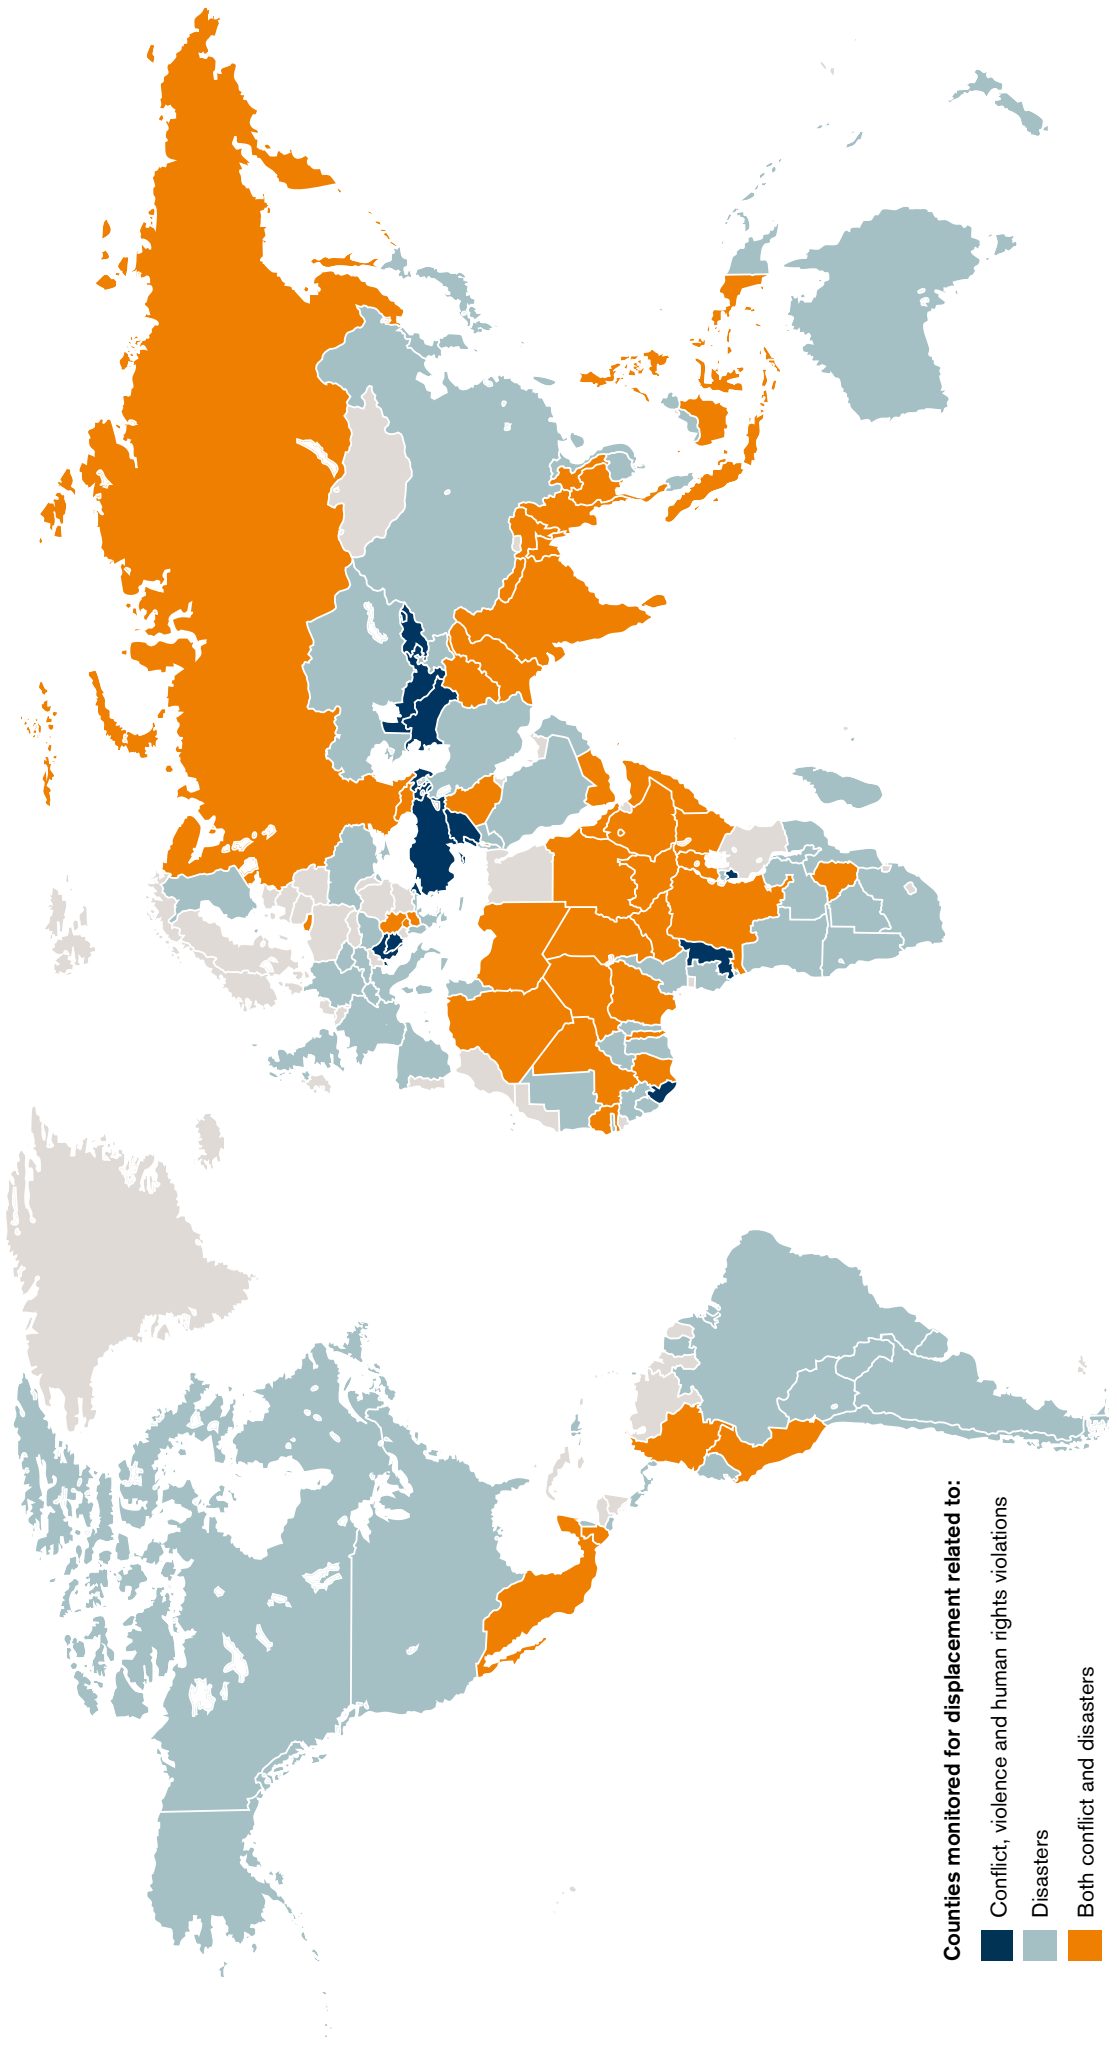 Counties monitored for displacement related to:
Conflict, violence and human rights violations
Disasters
Both conflict and disasters